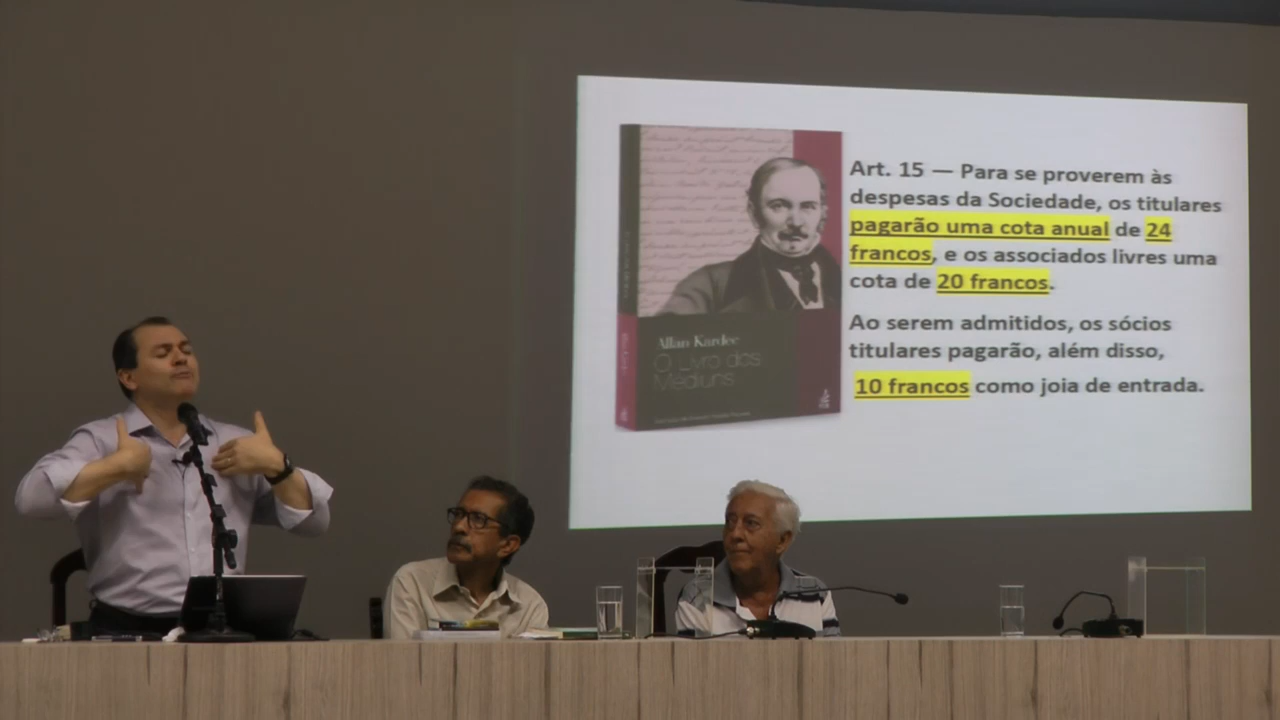 Art. 15 — Para se proverem às
despesas da Sociedade, os titulares
pagarão uma cota anual de 24
francos, e os associados livres uma
cota de 20 francos.
Ao serem admitidos, os sócios
titulares pagarão, além disso,
10 francos como joia de entrada.
Allan Kardec
O Livro dos
Médiuns